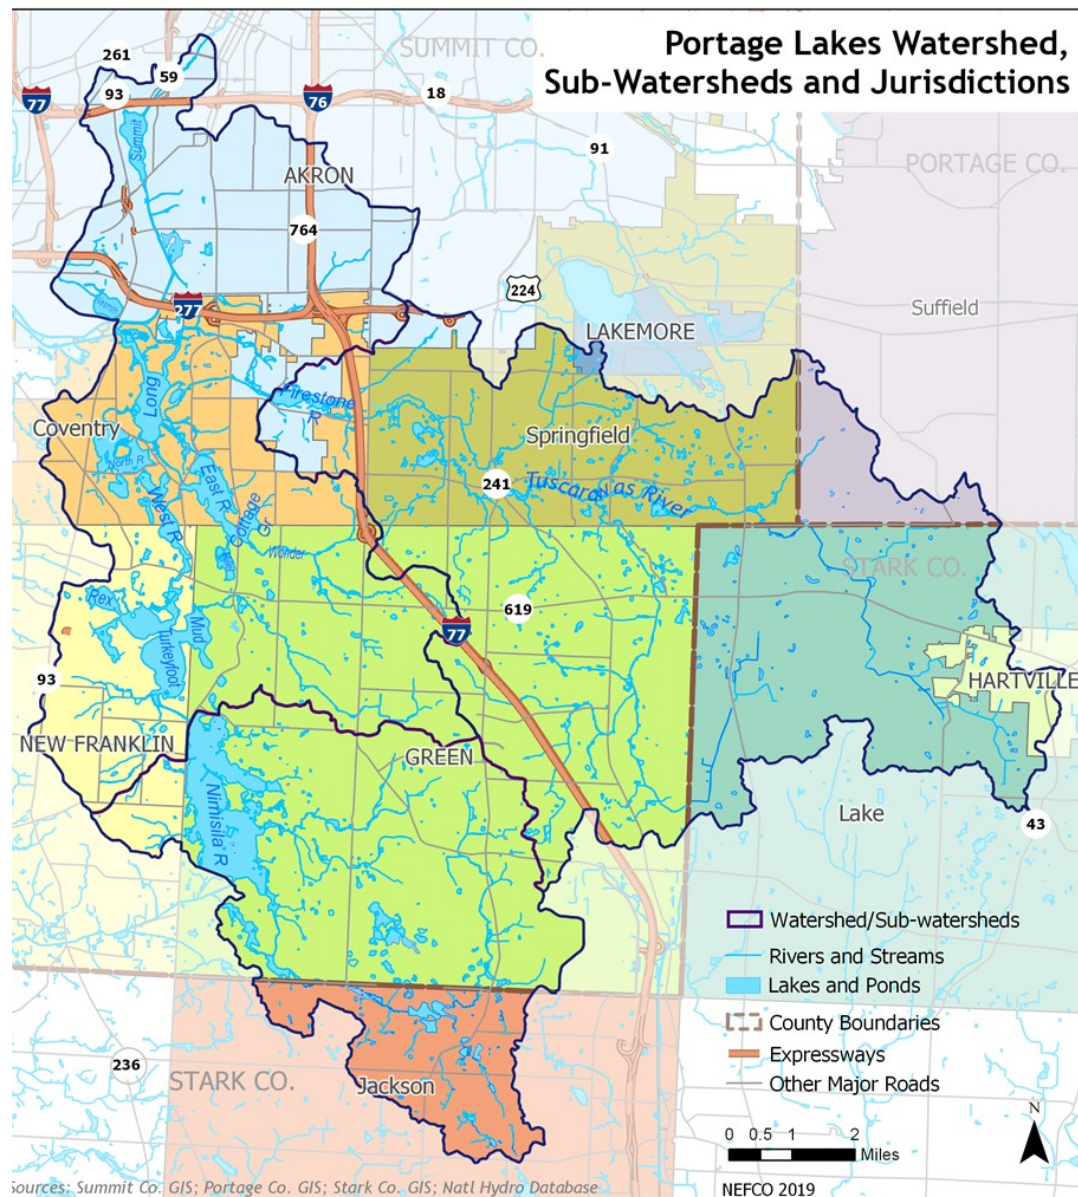 Portage Lakes Watershed,
Sub-Watersheds and Jurisdictions
SUMMIT CO.
261
59
93
77
76
18
91
Summit
AKRON
PORTAGE CO.
764
224
277
Suffield
LAKEMORE
Long
Firestone
R
Coventry
Springfield
North R
241
Tuscarawas River
East R
West R
Cottage
Gr
Wonder
STARK CO.
Rex
619
Mud
77
Turkeyfoot
93
HARTVILLE
NEW FRANKLIN
GREEN
Nimisila R
Lake
43
Watershed/Sub-watersheds
Rivers and Streams
Lakes and Ponds
County Boundaries
Expressways
Other Major Roads
236
STARK CO.
Jackson
N
0 0.5 1 2
Miles
Sources: Summit Co. GIS; Portage Co. GIS; Stark Co. GIS; Natl Hydro Database
NEFCO 2019